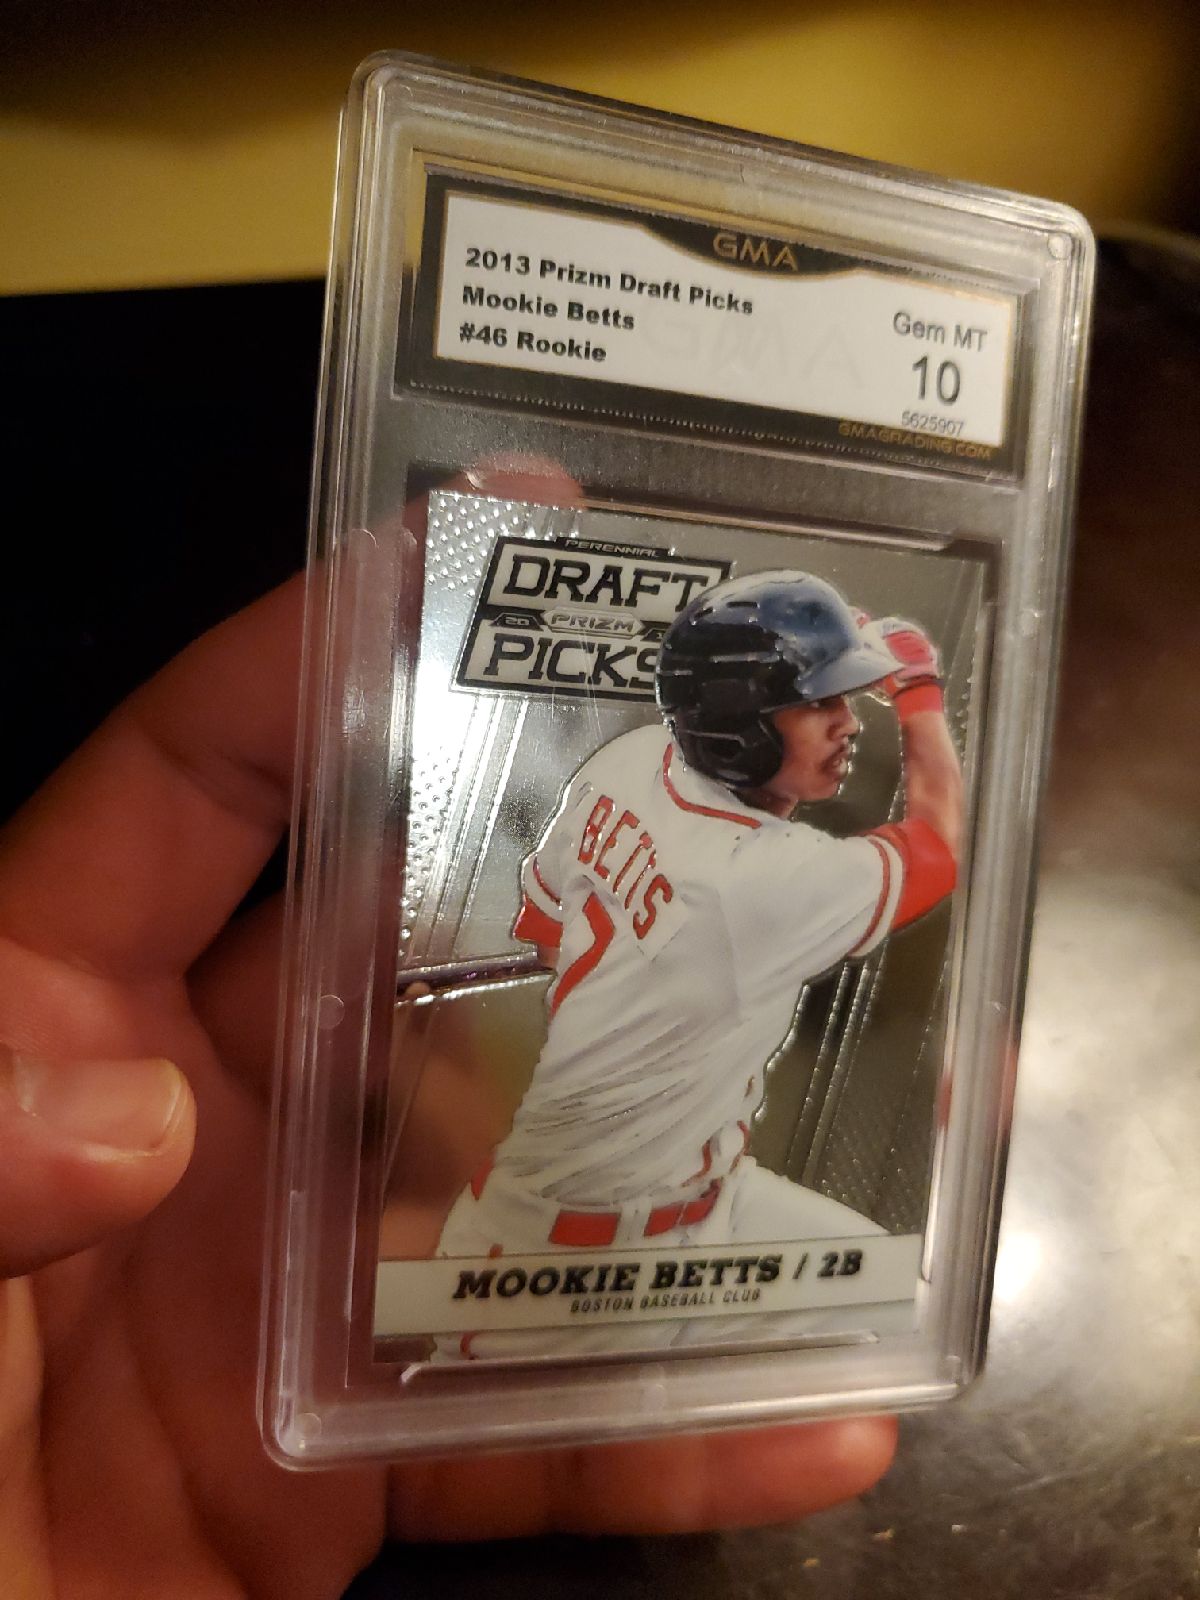 GMA
2013 Prizm Draft Picks
Mookie Betts
#46 Rookie
Gem MT
10
5625907
GMAGRADING.COM
PERENNIAL
DRAFT
20 PRIZM
PICKS
BETTS
MOOKIE BETTS / 2B
BOSTON BASEBALL CLUB